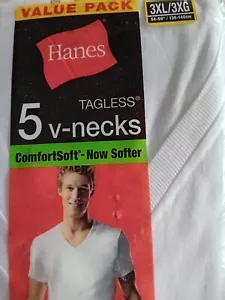 VALUE PACK
3XL/3XG
Hanes
TAGLESS®
5 v-necks
ComfortSoft®-Now Softer